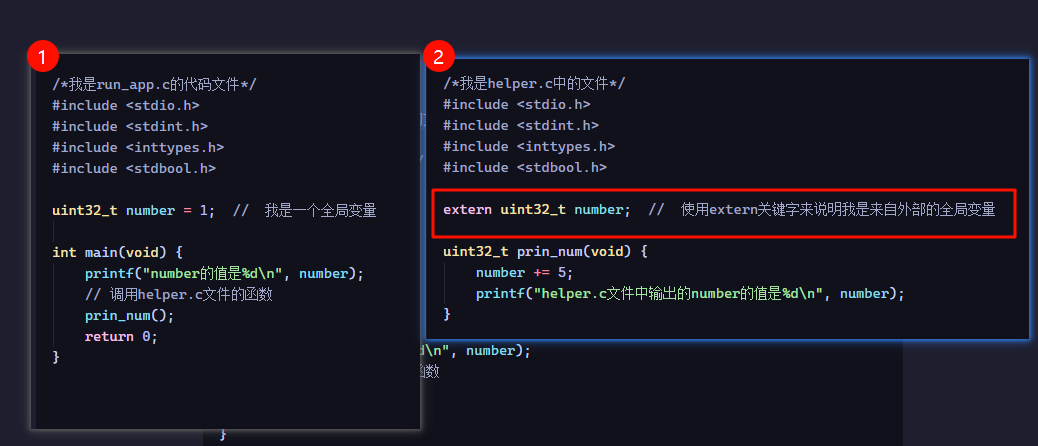 1
/*我是run_app.c的代码文件*/
#include <stdio.h>
#include <stdint.h>
#include <inttypes.h>
#include <stdbool.h>
uint32_t number = 1;  //  我是一个全局变量
int main(void) {
    printf("number的值是%d\n", number);
    // 调用helper.c文件的函数
    prin_num();
    return 0;
}
2
/*我是helper.c中的文件*/
#include <stdio.h>
#include <stdint.h>
#include <inttypes.h>
#include <stdbool.h>
extern uint32_t number;  //  使用extern关键字来说明我是来自外部的全局变量
uint32_t prin_num(void) {
    number += 5;
    printf("helper.c文件中输出的number的值是%d\n", number);
}
d\n", number);
函数
}